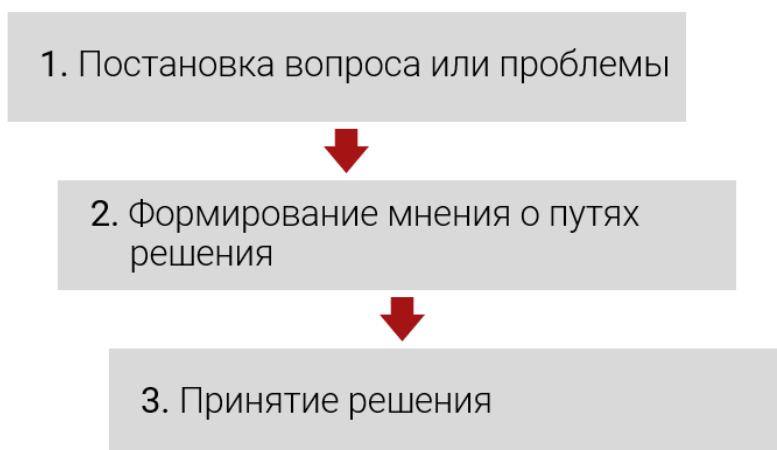 1. Постановка вопроса или проблемы
2. Формирование мнения о путях
решения
3. Принятие решения